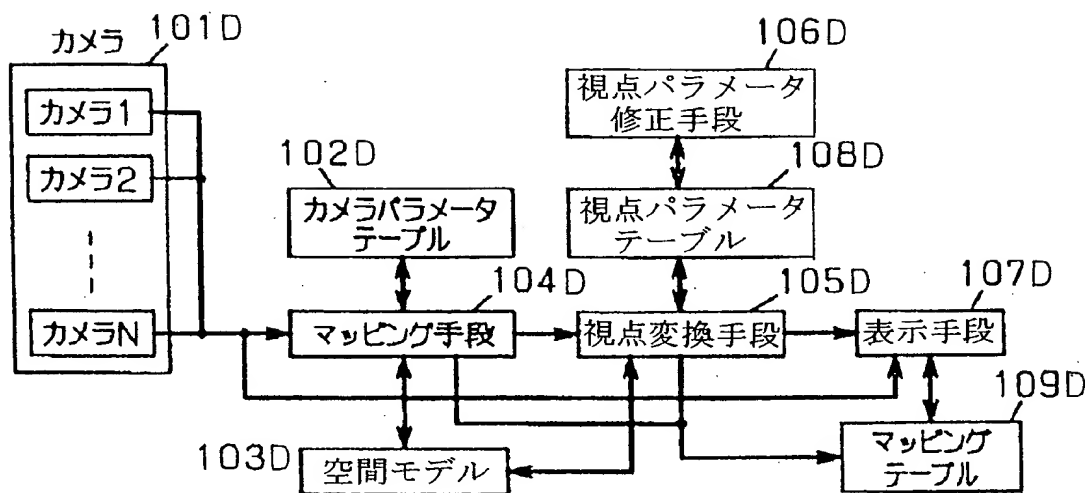 カメラ
101D
カメラ1
カメラ2
カメラN
102D
カメラパラメータ
テーブル
106D
視点パラメータ
修正手段
108D
視点パラメータ
テーブル
104D
マッピング手段
105D
視点変換手段
107D
表示手段
103D
空間モデル
109D
マッピング
テーブル